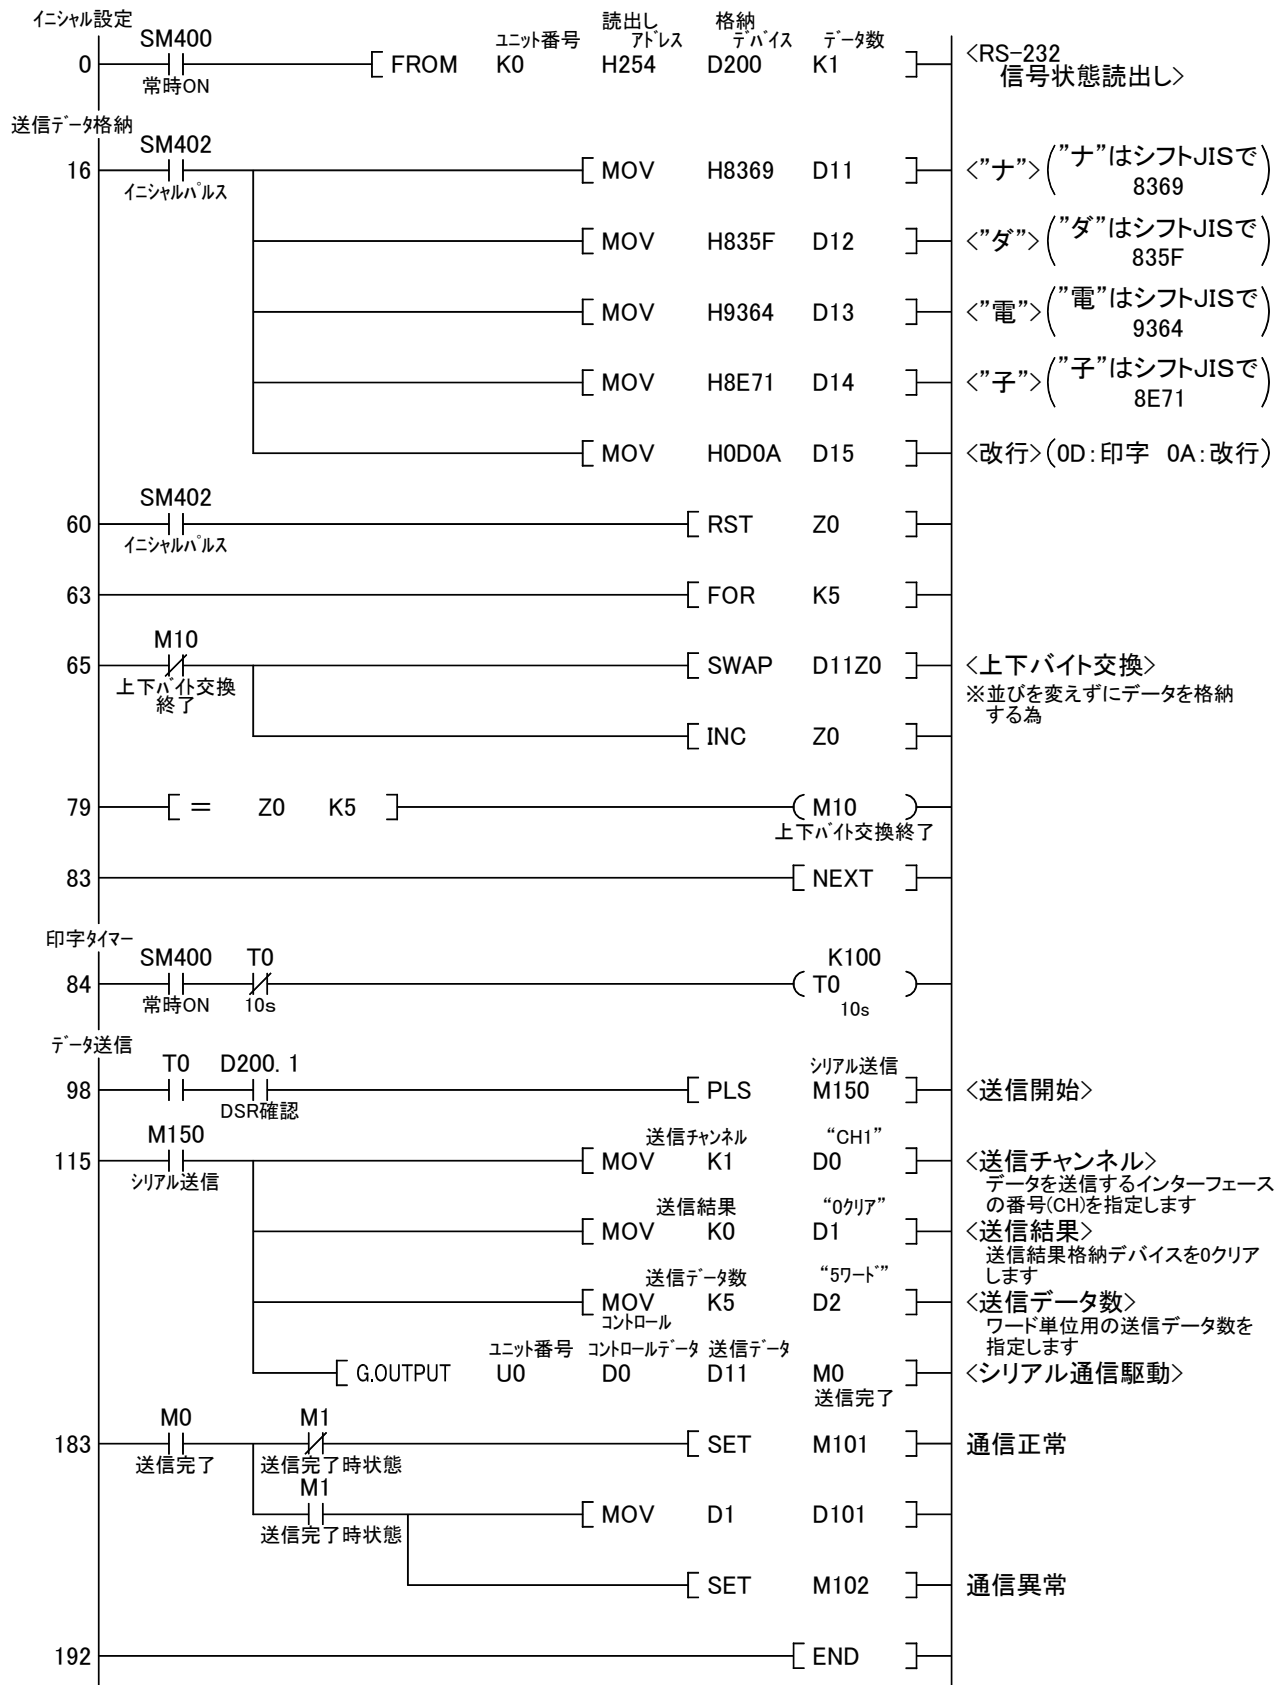 イニシャル設定
読出し 格納
SM400 ユニット番号 アドレス デバイス データ数
0 FROM K0 H254 D200 K1 <RS-232
常時ON 信号状態読出し>
送信データ格納
SM402
16 MOV H8369 D11 <”ナ”> (”ナ”はシフトJISで
イニシャルパルス 8369)
MOV H835F D12 <”ダ”> (”ダ”はシフトJISで
835F)
MOV H9364 D13 <”電”> (”電”はシフトJISで
9364)
MOV H8E71 D14 <”子”> (”子”はシフトJISで
8E71)
MOV H0D0A D15 <改行> (0D:印字 0A:改行)
SM402
60 RST Z0
イニシャルパルス
63 FOR K5
M10
65 SWAP D11Z0 <上下バイト交換>
上下バイト交換 ※並びを変えずにデータを格納
終了 する為
INC Z0
79 = Z0 K5 M10
上下バイト交換終了
83 NEXT
印字タイマー
SM400 T0 K100
84 T0
常時ON 10s 10s
データ送信
T0 D200. 1 シリアル送信
98 PLS M150 <送信開始>
DSR確認
M150 送信チャンネル “CH1”
115 MOV K1 D0 <送信チャンネル>
シリアル送信 データを送信するインターフェース
の番号(CH)を指定します
送信結果 “0クリア”
MOV K0 D1 <送信結果>
送信結果格納デバイスを0クリア
します
送信データ数 “5ワード”
MOV K5 D2 <送信データ数>
コントロール ワード単位用の送信データ数を
指定します
ユニット番号 コントロールデータ 送信データ
G.OUTPUT U0 D0 D11 M0 <シリアル通信駆動>
送信完了
M0 M1
183 SET M101 通信正常
送信完了 送信完了時状態
M1
MOV D1 D101
送信完了時状態
SET M102 通信異常
192 END